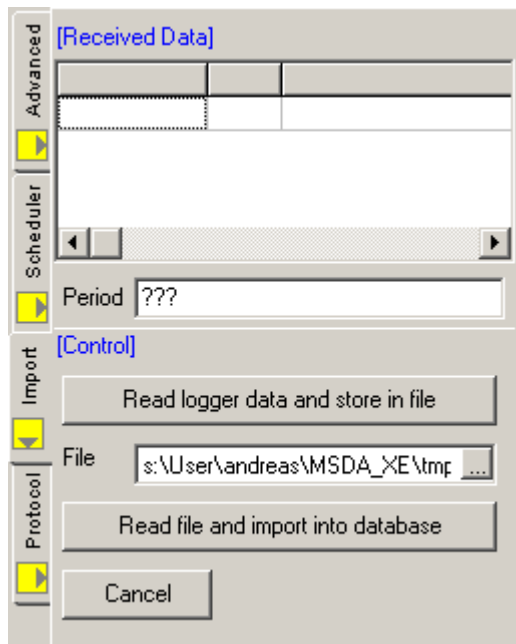 Advanced
Scheduler
Import
Protocol
[Received Data]
Period ???
[Control]
Read logger data and store in file
File s:\User\andreas\MSDA_XE\tmp ...
Read file and import into database
Cancel